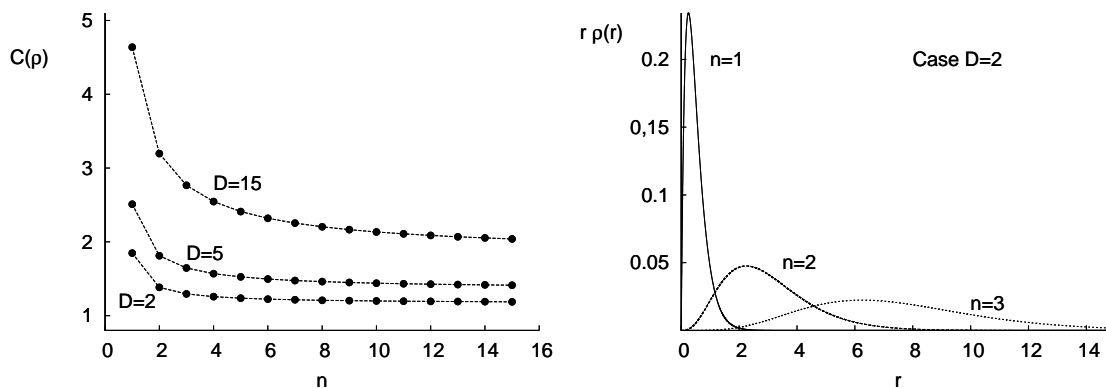 5
C(ρ)
4
3
D=15
2
D=5
D=2
1
0 2 4 6 8 10 12 14 16
n
r ρ(r)
0.2
n=1
Case D=2
0,15
0.1
0.05
n=2
n=3
0 2 4 6 8 10 12 14
r